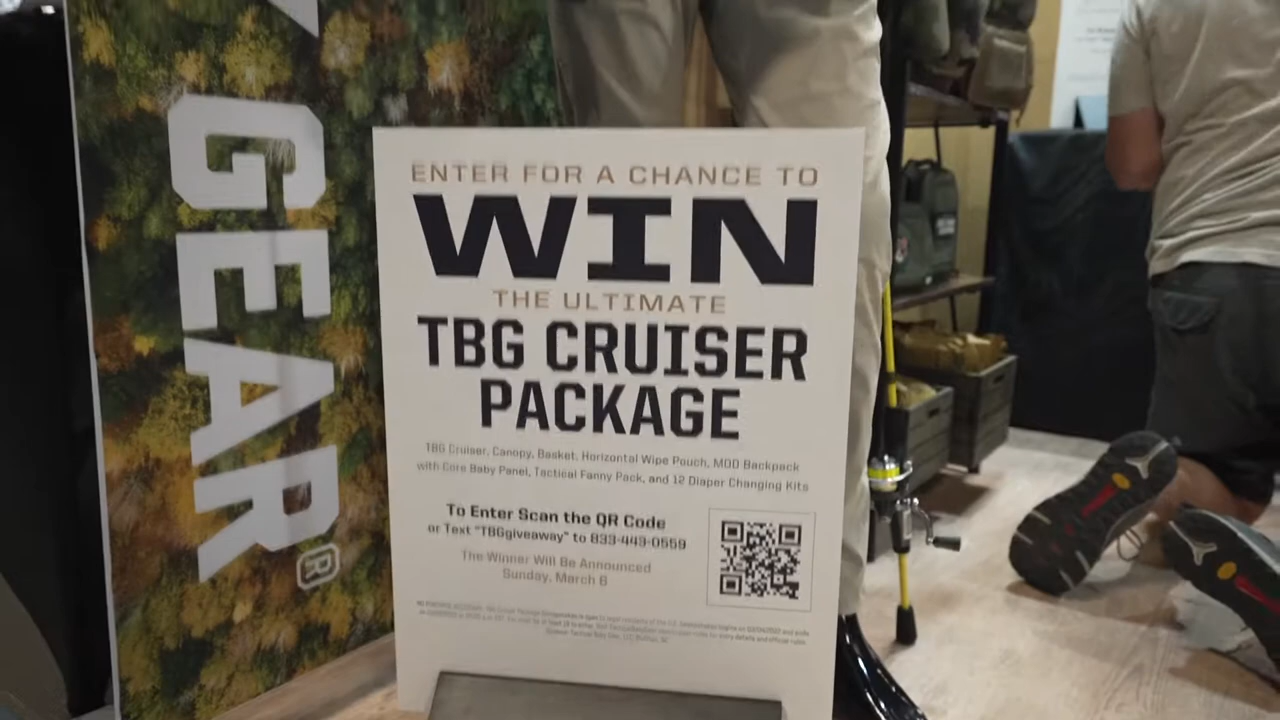 GEAR®
ENTER FOR A CHANCE TO
WIN
THE ULTIMATE
TBG CRUISER
PACKAGE
TBG Cruiser, Canopy, Basket, Horizontal Wipe Pouch, MOD Backpack
with Core Baby Panel, Tactical Fanny Pack, and 12 Diaper Changing Kits
To Enter Scan the QR Code
or Text "TBGgiveaway" to 833-443-0559
The Winner Will Be Announced
Sunday, March 6